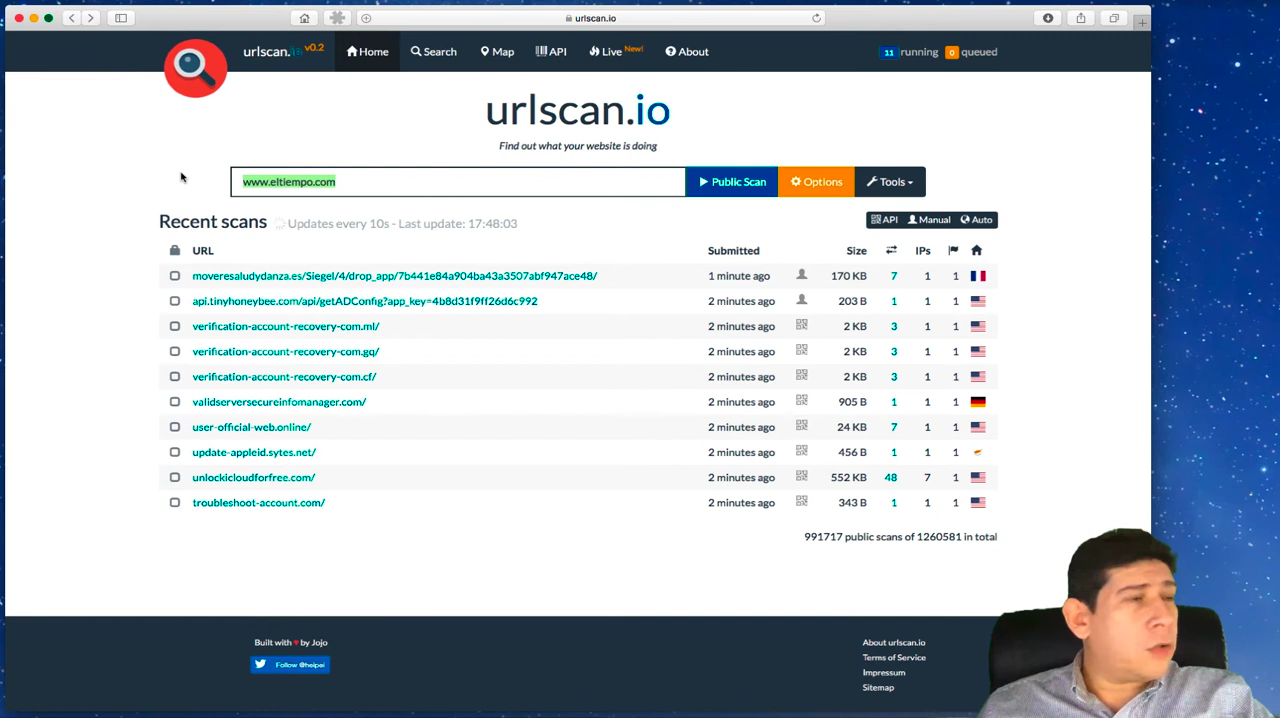 urlscan.io
urlscan.io v0.2
Home
Search
Map
API
Live New!
About
11 running 0 queued
urlscan.io
Find out what your website is doing
www.eltiempo.com
Public Scan
Options
Tools
Recent scans Updates every 10s - Last update: 17:48:03
API Manual Auto
URL Submitted Size IPs
moveresaludydanza.es/Siegel/4/drop_app/7b441e84a904ba43a3507abf947ace48/ 1 minute ago 170 KB 7 1 1
api.tinyhoneybee.com/api/getADConfig?app_key=4b8d31f9ff26d6c992 2 minutes ago 203 B 1 1 1
verification-account-recovery-com.ml/ 2 minutes ago 2 KB 3 1 1
verification-account-recovery-com.gq/ 2 minutes ago 2 KB 3 1 1
verification-account-recovery-com.cf/ 2 minutes ago 2 KB 3 1 1
validserversecureinfomanager.com/ 2 minutes ago 905 B 1 1 1
user-official-web.online/ 2 minutes ago 24 KB 7 1 1
update-appleid.sytes.net/ 2 minutes ago 456 B 1 1 1
unlockicloudforfree.com/ 2 minutes ago 552 KB 48 7 1
troubleshoot-account.com/ 2 minutes ago 343 B 1 1 1
991717 public scans of 1260581 in total
Built with ♥ by Jojo
Follow @heipei
About urlscan.io
Terms of Service
Impressum
Sitemap